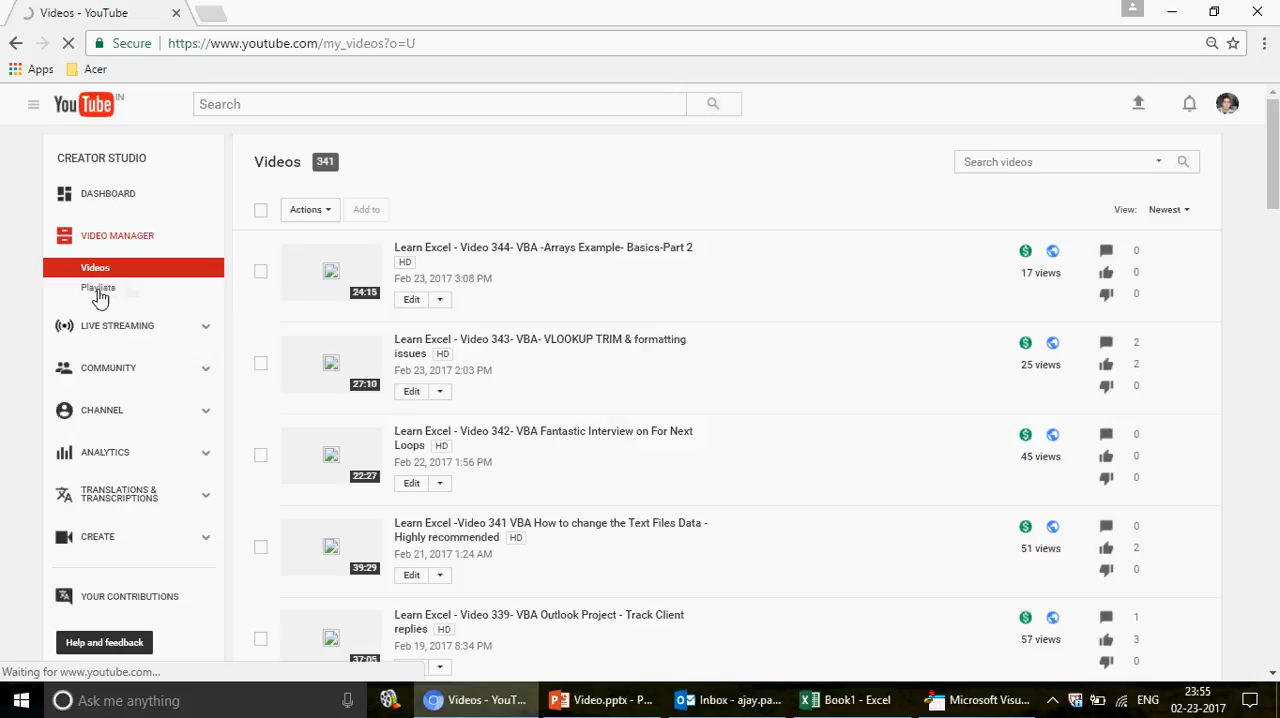 Videos - YouTube
Secure https://www.youtube.com/my_videos?o=U
Apps Acer
YouTube IN
Search
CREATOR STUDIO
DASHBOARD
VIDEO MANAGER
Videos
Playlists
LIVE STREAMING
COMMUNITY
CHANNEL
ANALYTICS
TRANSLATIONS &
TRANSCRIPTIONS
CREATE
YOUR CONTRIBUTIONS
Help and feedback
Videos 341
Search videos
Actions Add to
View: Newest
Learn Excel - Video 344- VBA -Arrays Example- Basics-Part 2
HD
Feb 23, 2017 3:08 PM
24:15
Edit
17 views
0
0
0
Learn Excel - Video 343- VBA- VLOOKUP TRIM & formatting
issues HD
Feb 23, 2017 2:03 PM
27:10
Edit
25 views
2
2
0
Learn Excel - Video 342- VBA Fantastic Interview on For Next
Loops HD
Feb 22, 2017 1:56 PM
22:27
Edit
45 views
0
0
0
Learn Excel -Video 341 VBA How to change the Text Files Data -
Highly recommended HD
Feb 21, 2017 1:24 AM
39:29
Edit
51 views
0
2
0
Learn Excel - Video 339- VBA Outlook Project - Track Client
replies HD
Feb 19, 2017 8:34 PM
37:05
57 views
1
3
0
Waiting for www.youtube.com...
Ask me anything
Videos - YouT...
Video.pptx - P...
Inbox - ajay.pa...
Book1 - Excel
Microsoft Visu...
ENG
23:55
02-23-2017